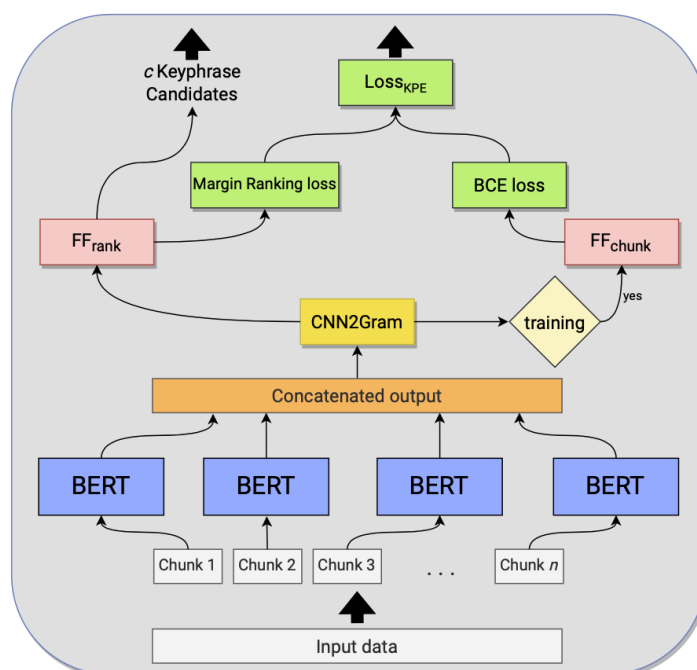 c Keyphrase
Candidates
LossKPE
Margin Ranking loss
BCE loss
FFrank
FFchunk
yes
CNN2Gram
training
Concatenated output
BERT
BERT
BERT
BERT
Chunk 1
Chunk 2
Chunk 3
. . .
Chunk n
Input data